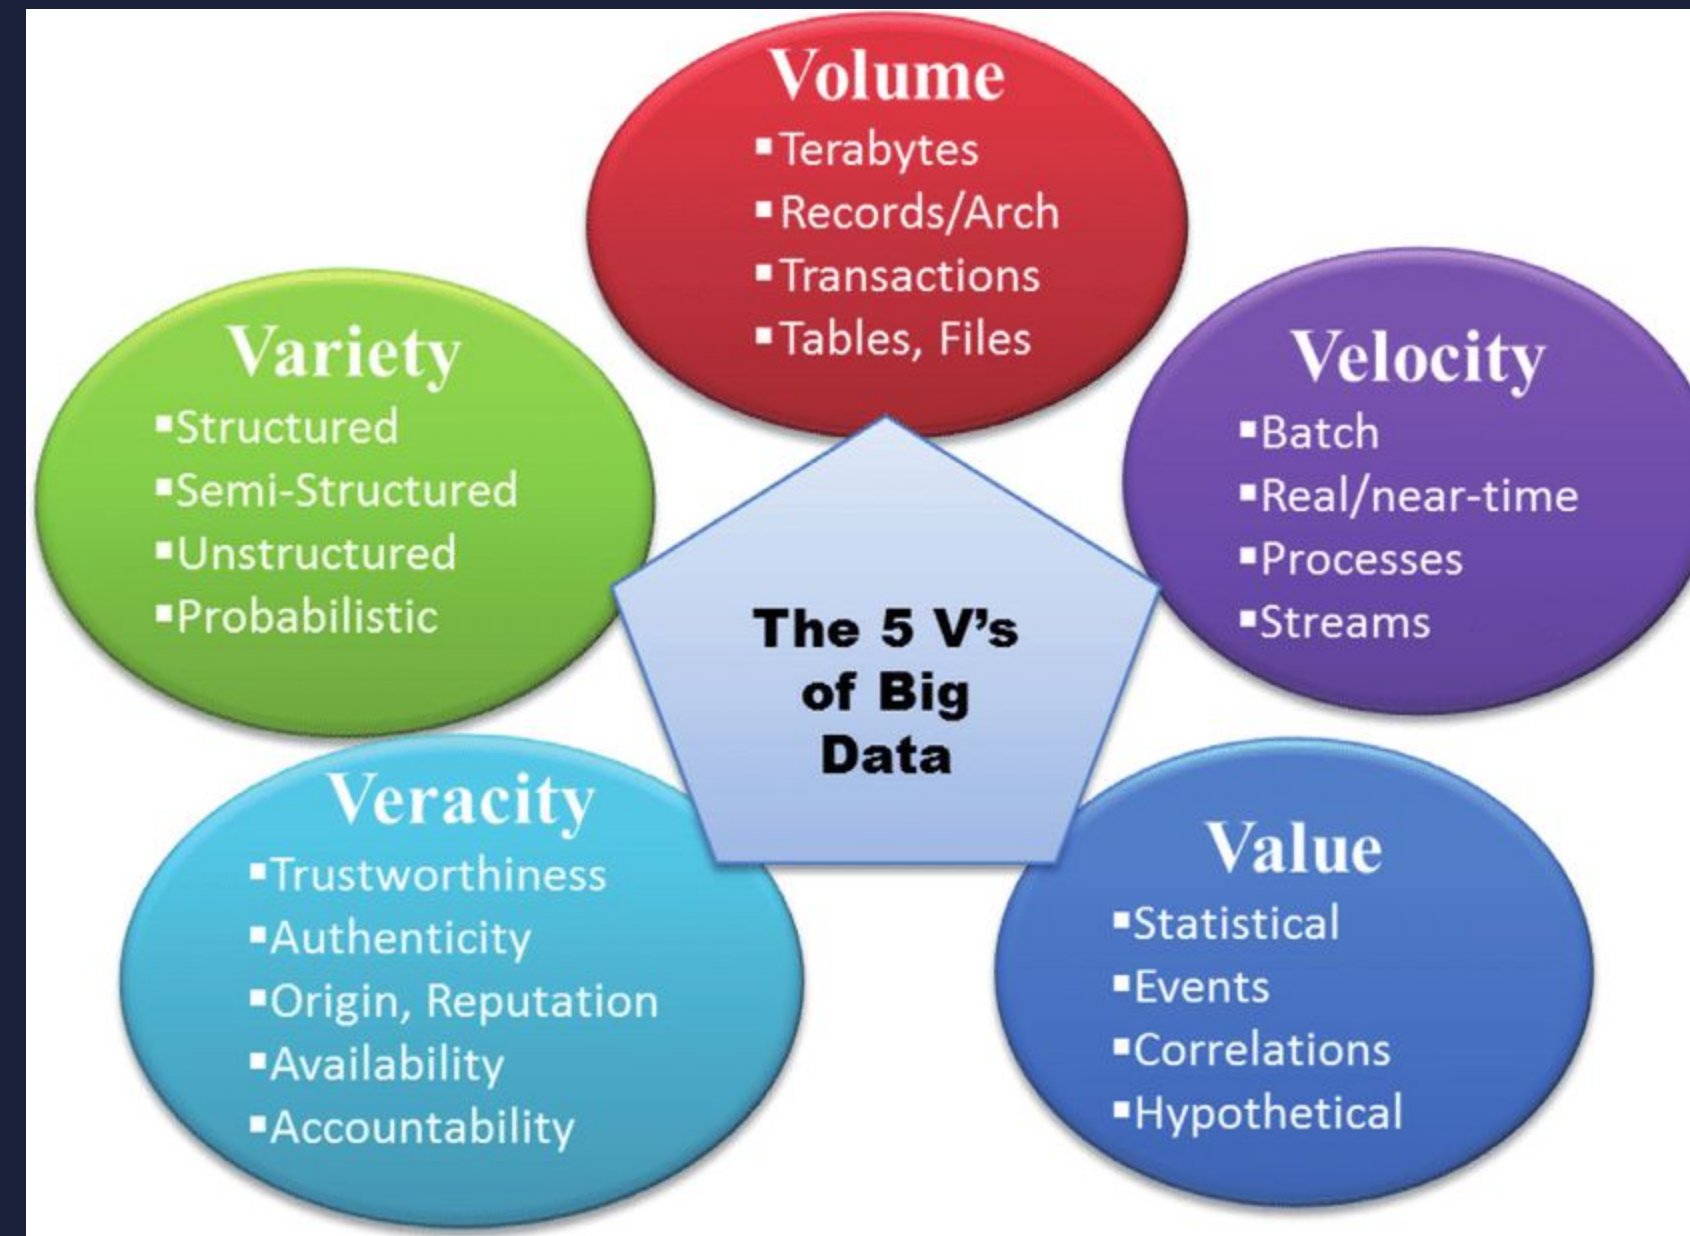 Volume
▪Terabytes
▪Records/Arch
▪Transactions
▪Tables, Files
Variety
▪Structured
▪Semi-Structured
▪Unstructured
▪Probabilistic
Velocity
▪Batch
▪Real/near-time
▪Processes
▪Streams
The 5 V’s
of Big
Data
Veracity
▪Trustworthiness
▪Authenticity
▪Origin, Reputation
▪Availability
▪Accountability
Value
▪Statistical
▪Events
▪Correlations
▪Hypothetical